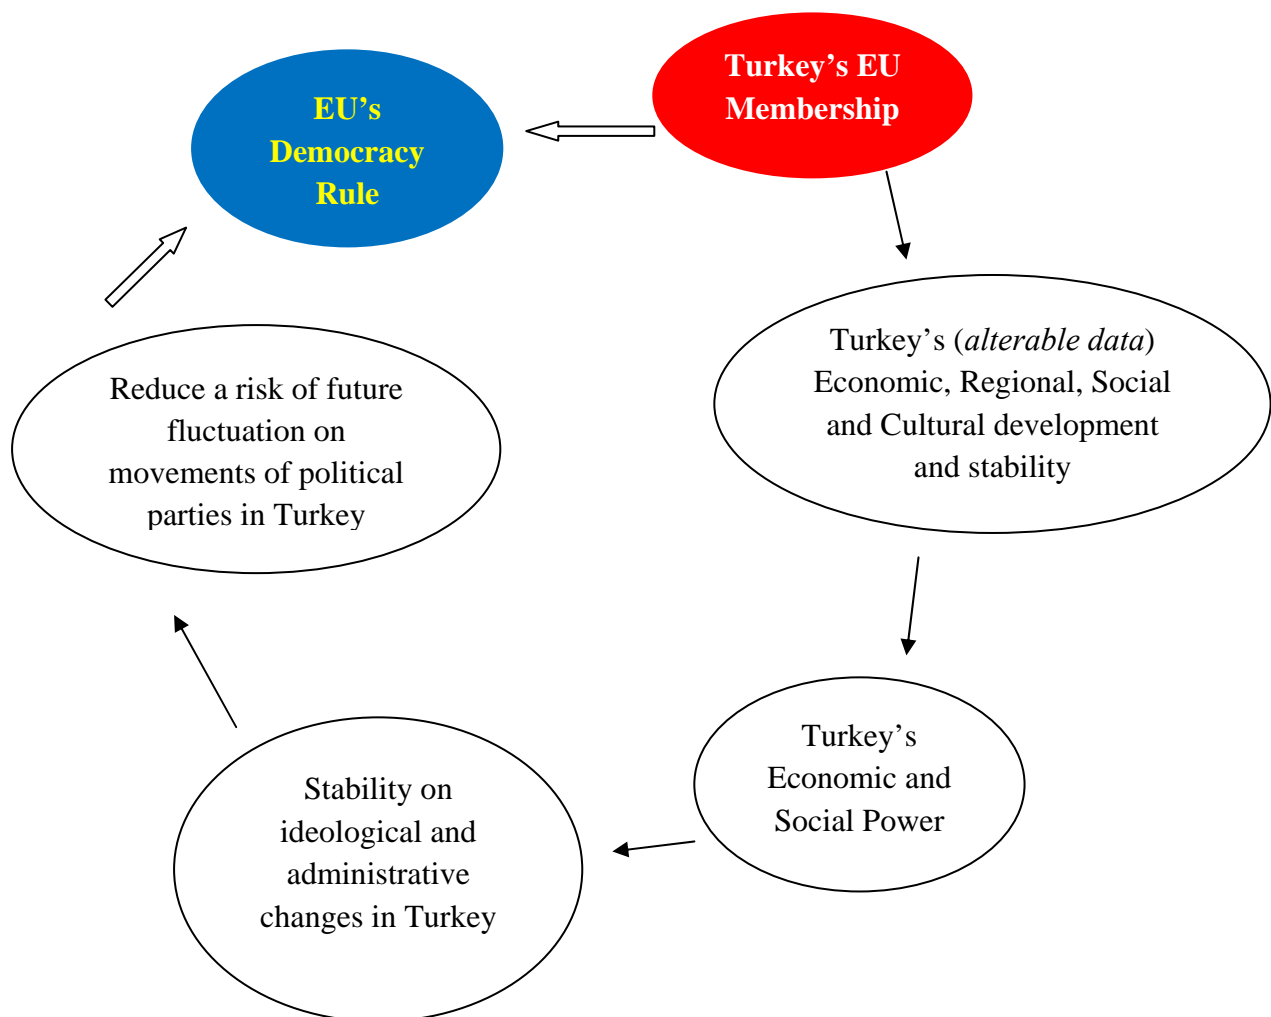 EU’s
Democracy
Rule
Turkey’s EU
Membership
Turkey’s (alterable data)
Economic, Regional, Social
and Cultural development
and stability
Turkey’s
Economic and
Social Power
Stability on
ideological and
administrative
changes in Turkey
Reduce a risk of future
fluctuation on
movements of political
parties in Turkey